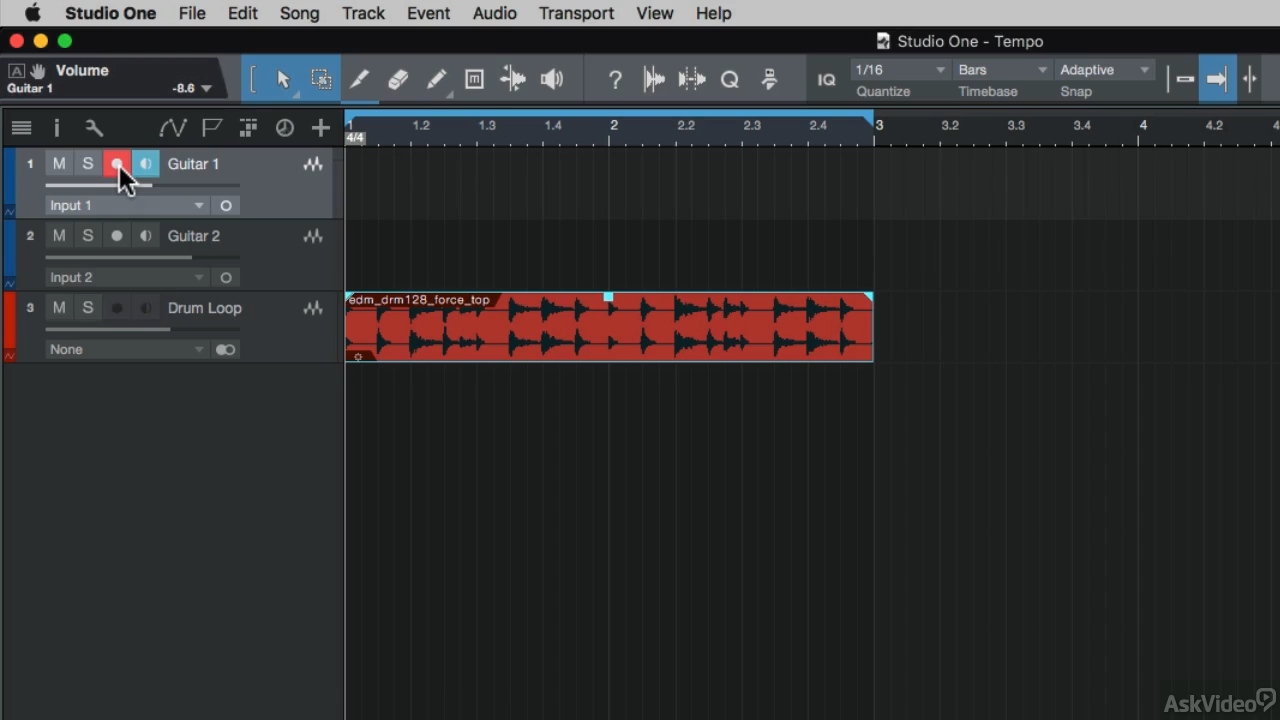 Studio One File Edit Song Track Event Audio Transport View Help
Studio One - Tempo
A Volume
Guitar 1 -8.6
? Q IQ 1/16 Bars Adaptive
Quantize Timebase Snap
1 1.2 1.3 1.4 2 2.2 2.3 2.4 3 3.2 3.3 3.4 4 4.2 4
4/4
1 M S Guitar 1
Input 1
2 M S Guitar 2
Input 2
edm_drm128_force_top
3 M S Drum Loop
None
AskVideo